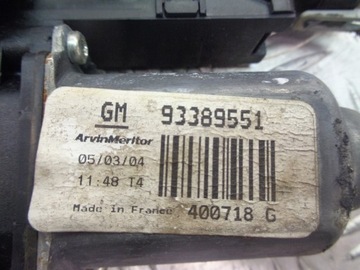 GM 93389551
ArvinMeritor
05/03/04
11:48 T4
Made in France 400718 G